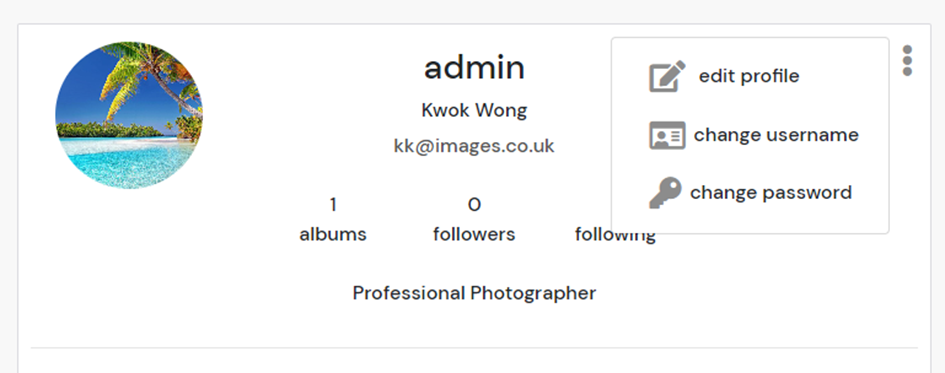 admin
Kwok Wong
kk@images.co.uk
1 0
albums followers following
Professional Photographer
edit profile
change username
change password